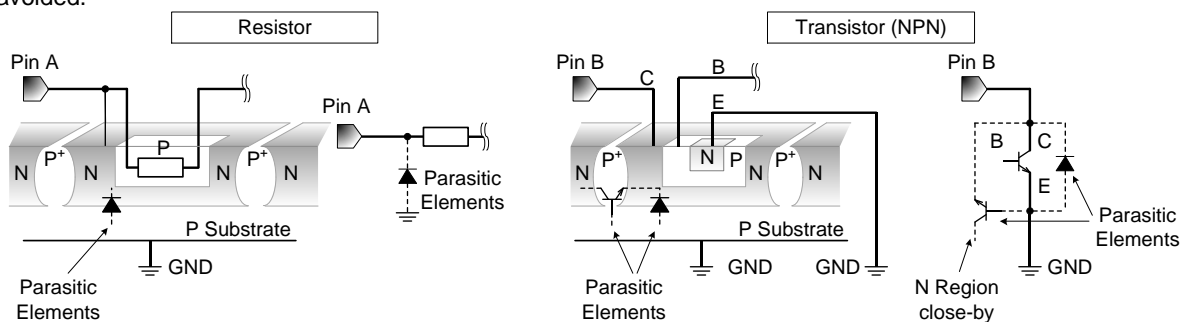 avoided.
Resistor
Transistor (NPN)
Pin A
Pin A
P
N
P+
N
N
P+
N
Parasitic
Elements
P Substrate
GND
Parasitic
Elements
Pin B
C
B
E
N
P+
N
N
P
N
P+
N
P Substrate
GND
GND
Parasitic
Elements
Pin B
B
C
E
Parasitic
Elements
GND
N Region
close-by